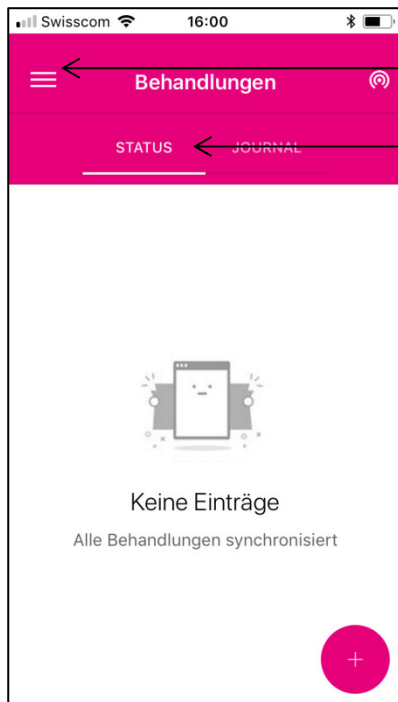 Swisscom 16:00
Behandlungen
STATUS JOURNAL
Keine Einträge
Alle Behandlungen synchronisiert
+